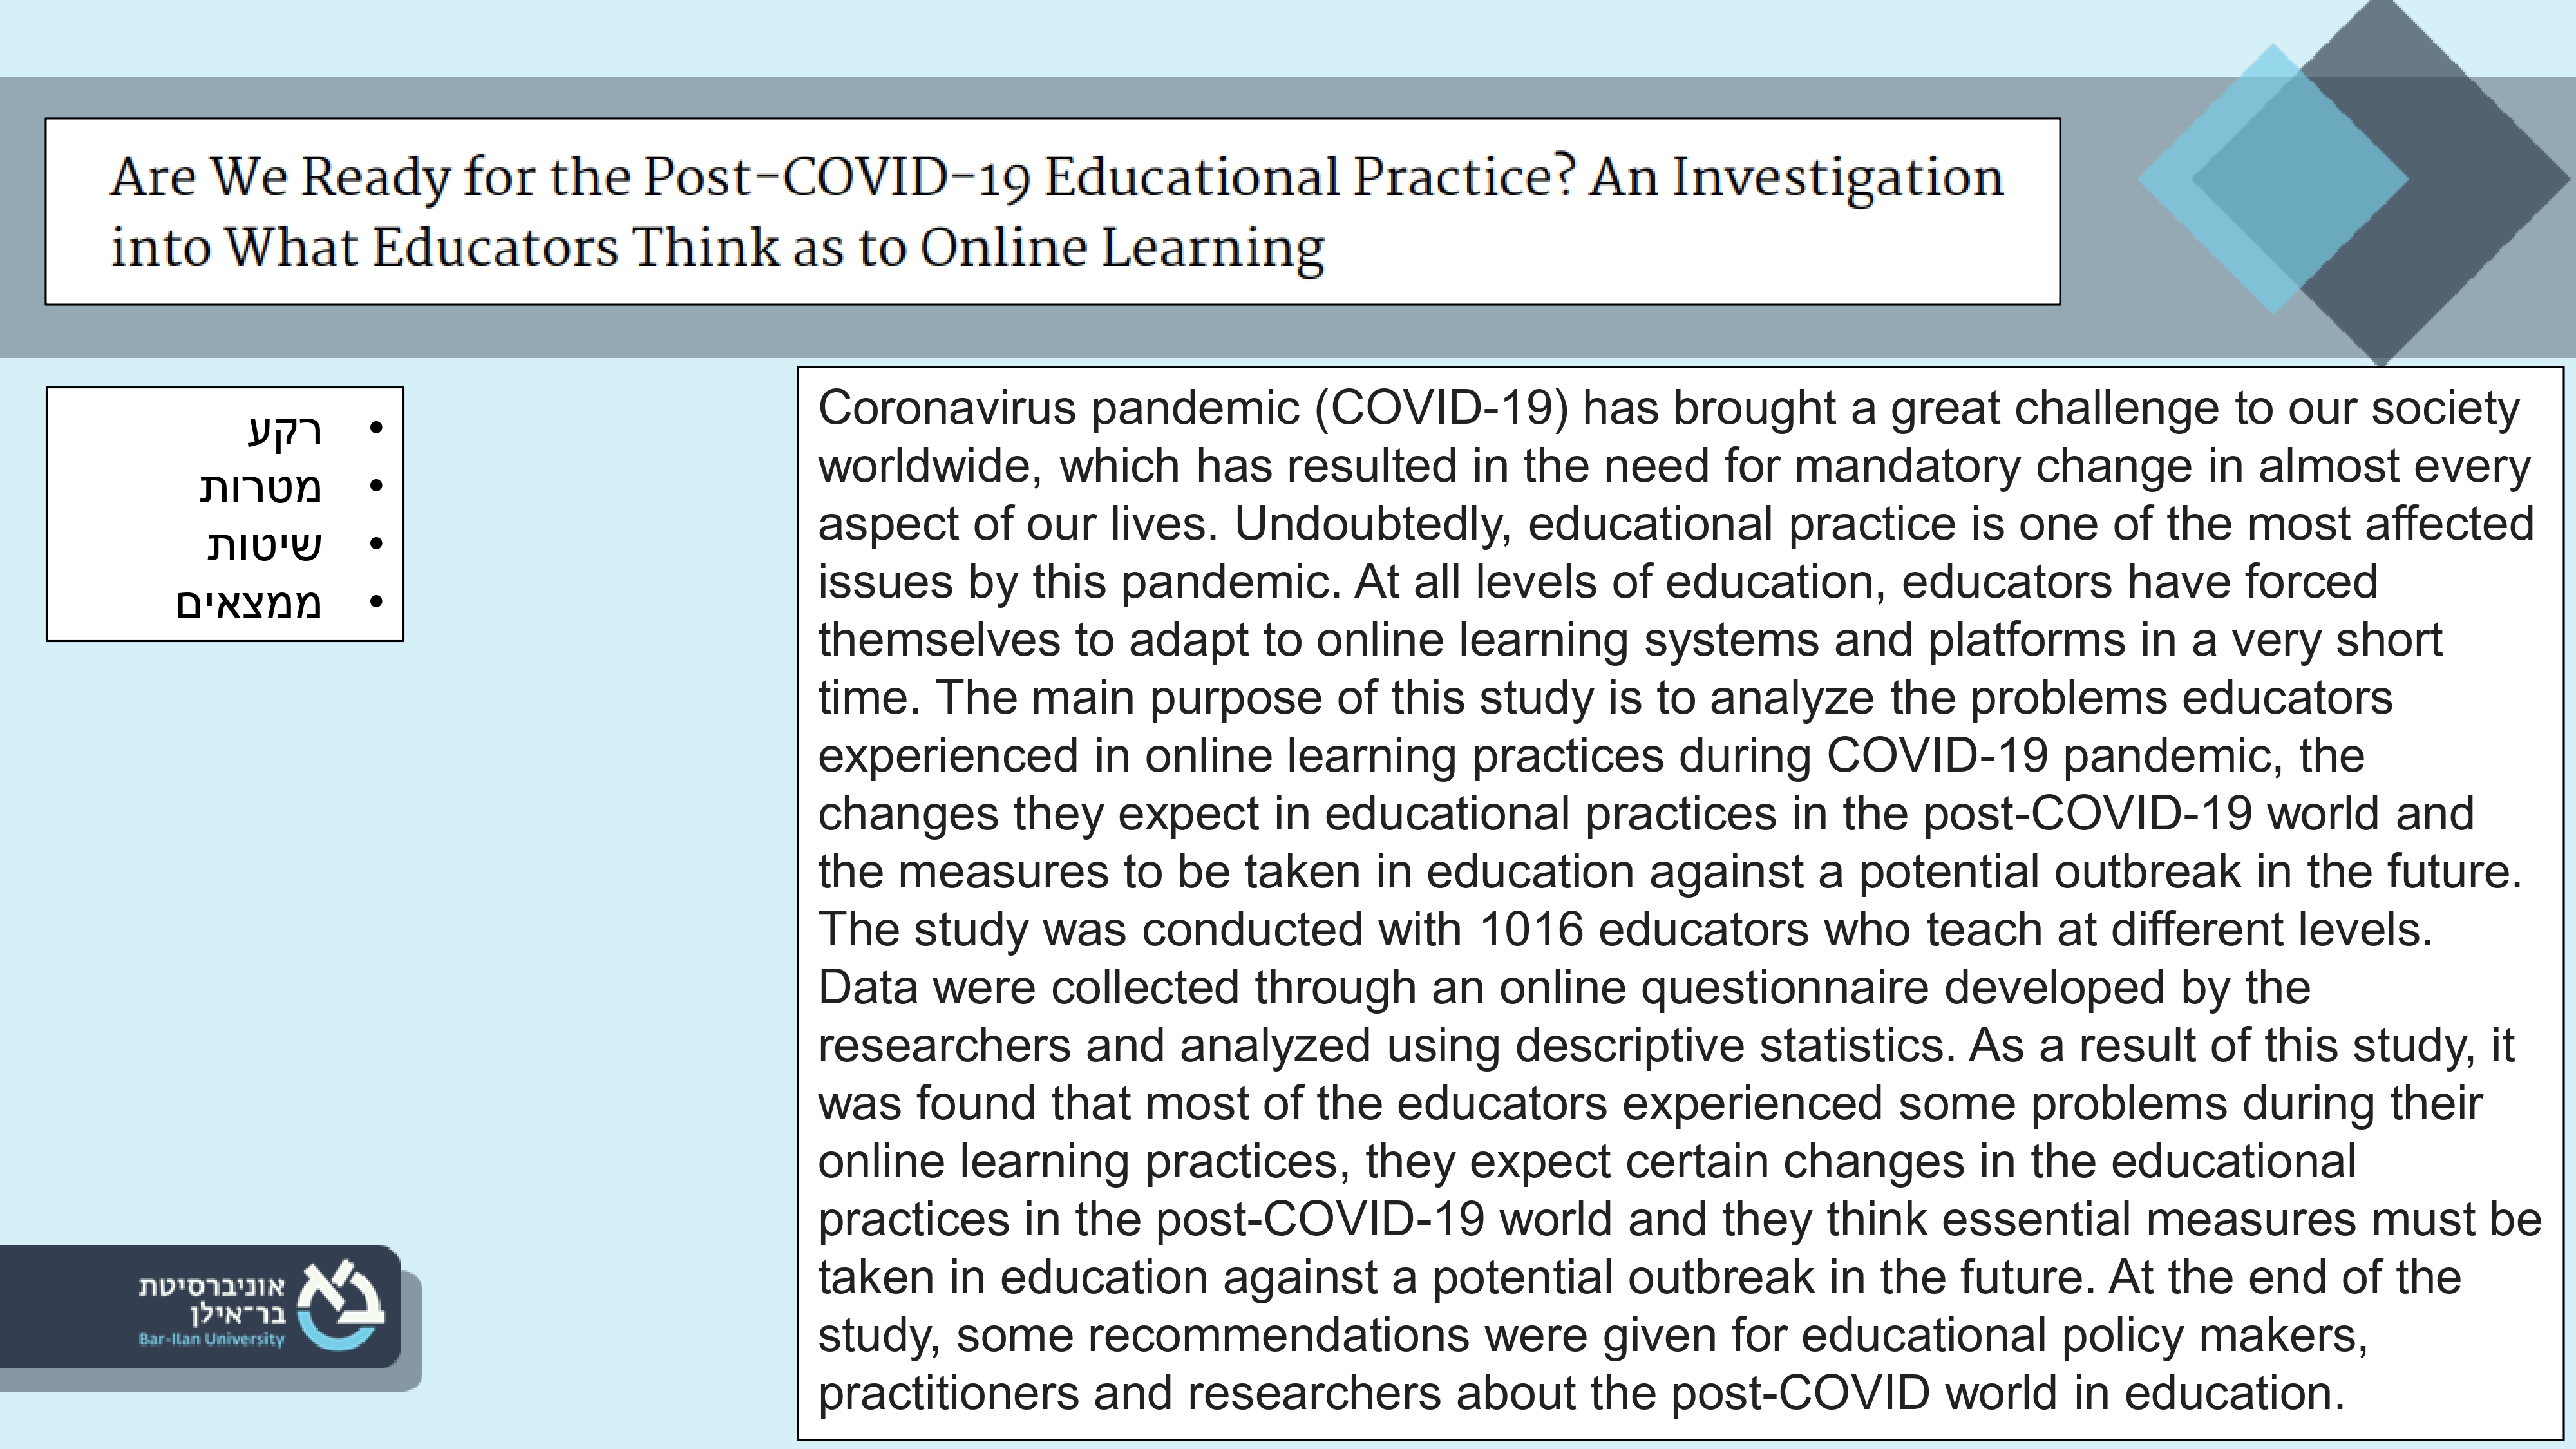 Are We Ready for the Post-COVID-19 Educational Practice? An Investigation
into What Educators Think as to Online Learning
• רקע
• מטרות
• שיטות
• ממצאים
Coronavirus pandemic (COVID-19) has brought a great challenge to our society
worldwide, which has resulted in the need for mandatory change in almost every
aspect of our lives. Undoubtedly, educational practice is one of the most affected
issues by this pandemic. At all levels of education, educators have forced
themselves to adapt to online learning systems and platforms in a very short
time. The main purpose of this study is to analyze the problems educators
experienced in online learning practices during COVID-19 pandemic, the
changes they expect in educational practices in the post-COVID-19 world and
the measures to be taken in education against a potential outbreak in the future.
The study was conducted with 1016 educators who teach at different levels.
Data were collected through an online questionnaire developed by the
researchers and analyzed using descriptive statistics. As a result of this study, it
was found that most of the educators experienced some problems during their
online learning practices, they expect certain changes in the educational
practices in the post-COVID-19 world and they think essential measures must be
taken in education against a potential outbreak in the future. At the end of the
study, some recommendations were given for educational policy makers,
practitioners and researchers about the post-COVID world in education.
אוניברסיטת
בר־אילן
Bar-Ilan University